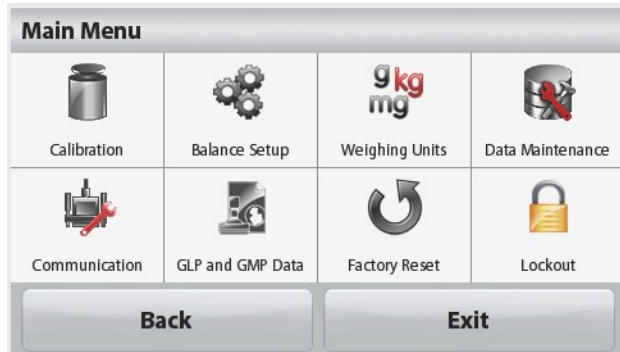 Main Menu
g kg
mg
Calibration
Balance Setup
Weighing Units
Data Maintenance
Communication
GLP and GMP Data
Factory Reset
Lockout
Back
Exit